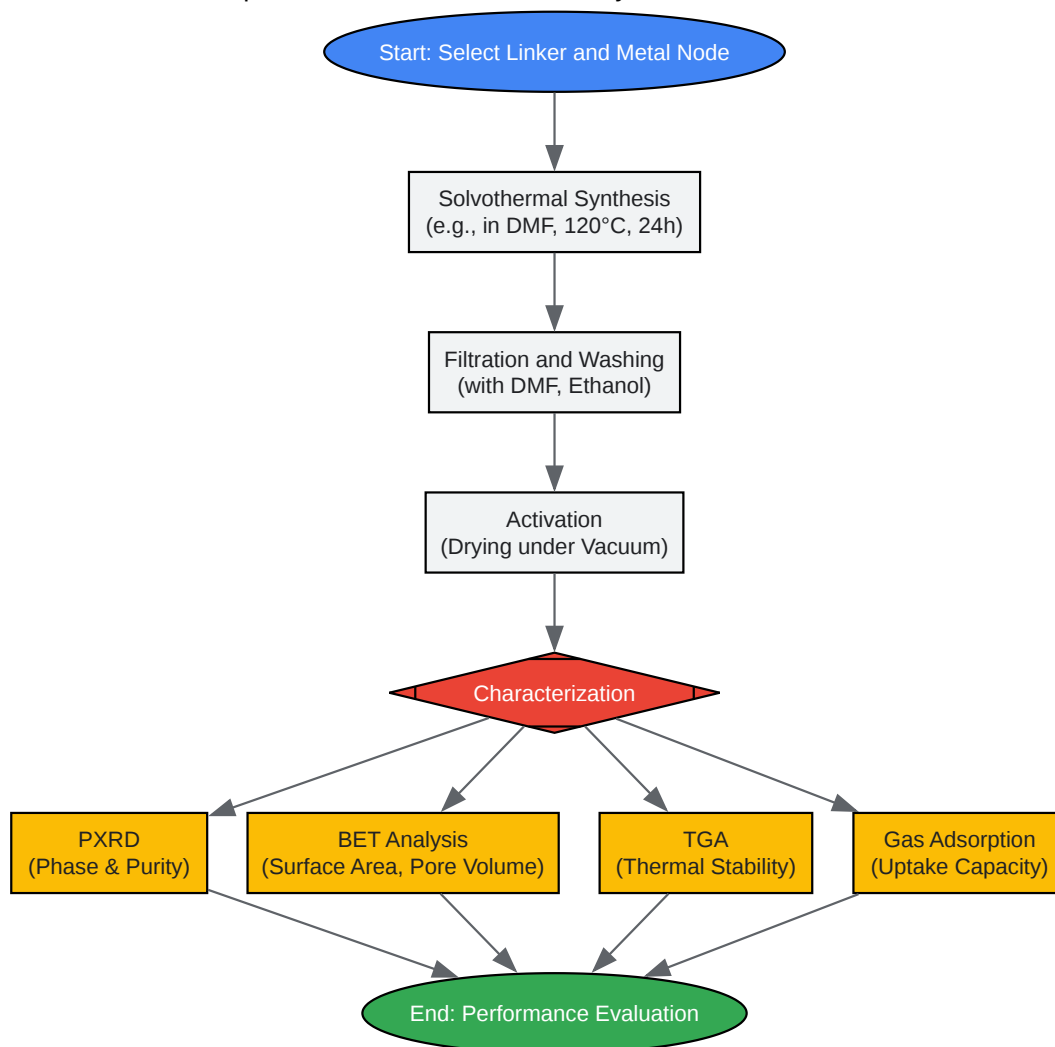 Start: Select Linker and Metal Node
Solvothermal Synthesis
(e.g., in DMF, 120°C, 24h)
Filtration and Washing
(with DMF, Ethanol)
Activation
(Drying under Vacuum)
Characterization
PXRD
(Phase & Purity)
BET Analysis
(Surface Area, Pore Volume)
TGA
(Thermal Stability)
Gas Adsorption
(Uptake Capacity)
End: Performance Evaluation